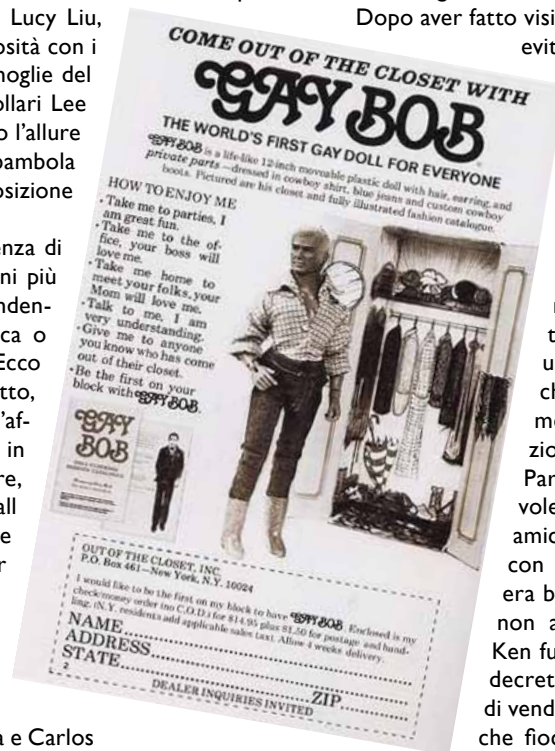 Lucy Liu,
osità con i
moglie del
ollari Lee
o l'allure
bambola
osizione
enza di
ni più
nden-
ca o
Ecco
tto,
'af-
in
re,
all
e
r
a e Carlos
COME OUT OF THE CLOSET WITH
GAY BOB
THE WORLD'S FIRST GAY DOLL FOR EVERYONE
GAY BOB is a life-like 12-inch moveable plastic doll with hair, earring, and
private parts—dressed in cowboy shirt, blue jeans and custom cowboy
boots. Pictured are his closet and fully illustrated fashion catalogue.
HOW TO ENJOY ME
• Take me to parties, I
am great fun.
• Take me to the of-
fice, your boss will
love me.
• Take me home to
meet your folks, your
Mom will love me.
• Talk to me, I am
very understanding.
• Give me to anyone
you know who has come
out of their closet.
• Be the first on your
block with GAY BOB.
GAY
BOB
OUT OF THE CLOSET, INC.
P.O. Box 461—New York, N.Y. 10024
I would like to be the first on my block to have GAY BOB. Enclosed is my
check/money order (no C.O.D.) for $14.95 plus $1.50 for postage and hand-
ling. (N.Y. residents add applicable sales tax). Allow 4 weeks delivery.
NAME
ADDRESS
STATE ZIP
2
DEALER INQUIRIES INVITED
Dopo aver fatto visi
evit
r
t
u
ch
me
zio
Par
vole
amic
con
era b
non a
Ken fu
decret
di vend
che fioc